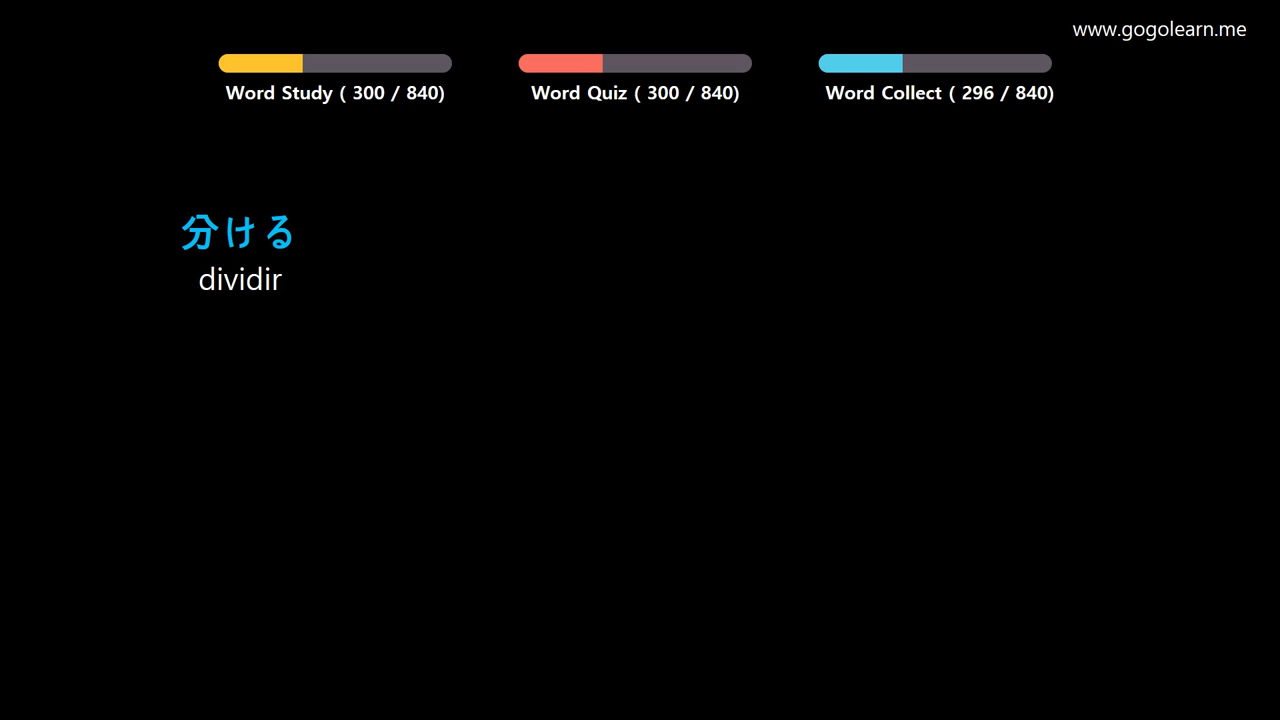 www.gogolearn.me
Word Study ( 300 / 840)
Word Quiz ( 300 / 840)
Word Collect ( 296 / 840)
分ける
dividir